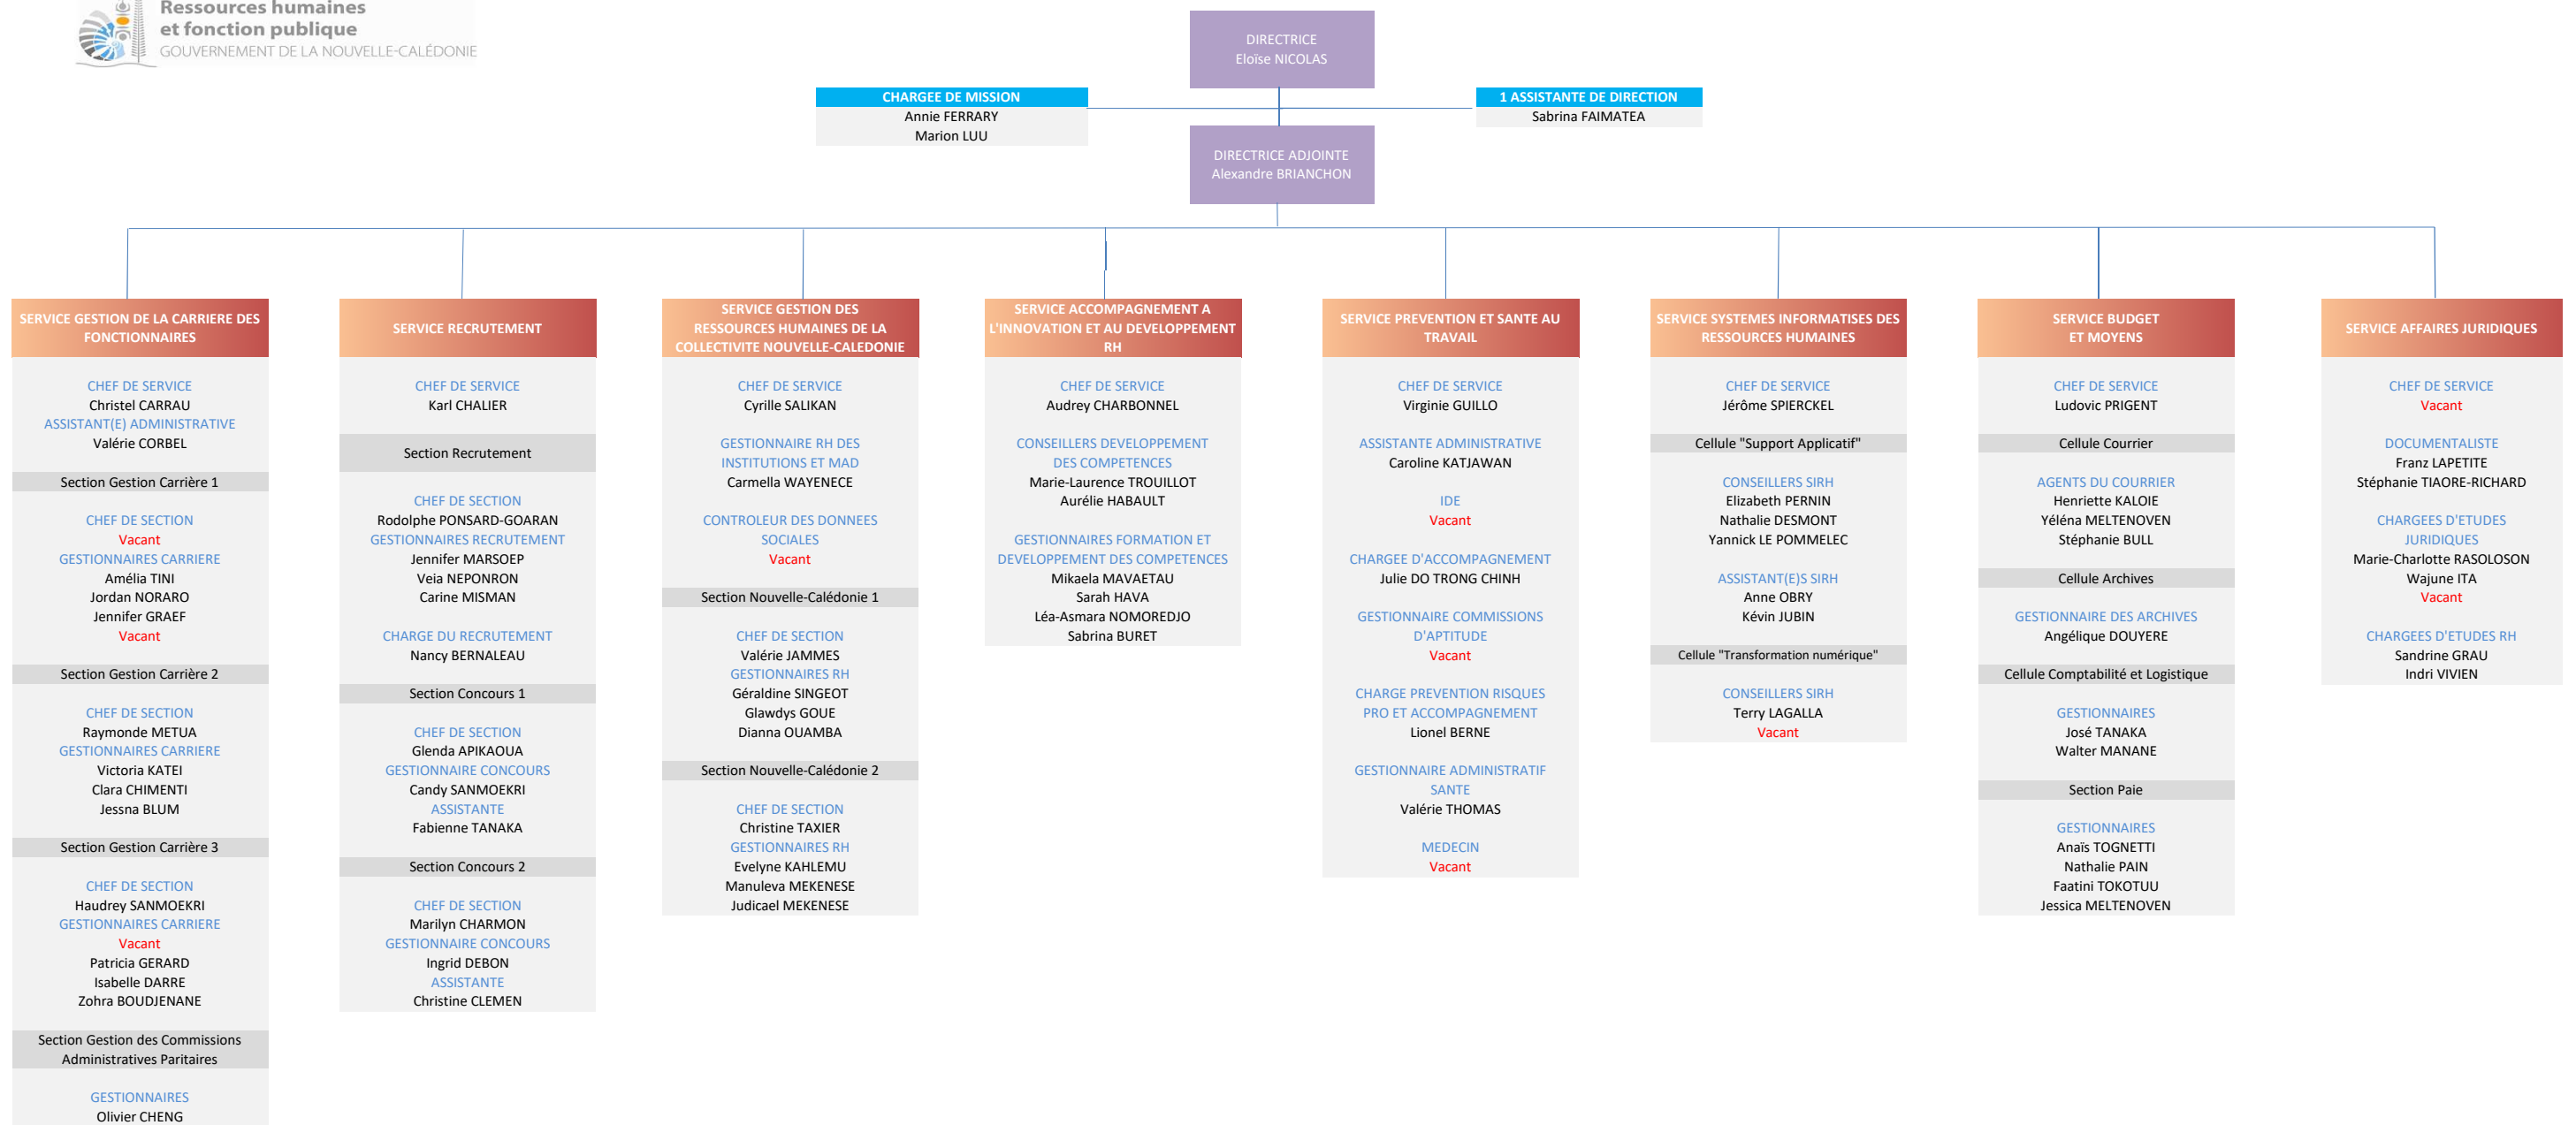 Ressources humaines
et fonction publique
GOUVERNEMENT DE LA NOUVELLE-CALÉDONIE
DIRECTRICE
Eloïse NICOLAS
CHARGEE DE MISSION
Annie FERRARY
Marion LUU
1 ASSISTANTE DE DIRECTION
Sabrina FAIMATEA
DIRECTRICE ADJOINTE
Alexandre BRIANCHON
SERVICE GESTION DE LA CARRIERE DES
FONCTIONNAIRES
CHEF DE SERVICE
Christel CARRAU
ASSISTANT(E) ADMINISTRATIVE
Valérie CORBEL
Section Gestion Carrière 1
CHEF DE SECTION
Vacant
GESTIONNAIRES CARRIERE
Amélia TINI
Jordan NORARO
Jennifer GRAEF
Vacant
Section Gestion Carrière 2
CHEF DE SECTION
Raymonde METUA
GESTIONNAIRES CARRIERE
Victoria KATEI
Clara CHIMENTI
Jessna BLUM
Section Gestion Carrière 3
CHEF DE SECTION
Haudrey SANMOEKRI
GESTIONNAIRES CARRIERE
Vacant
Patricia GERARD
Isabelle DARRE
Zohra BOUDJENANE
Section Gestion des Commissions
Administratives Paritaires
GESTIONNAIRES
Olivier CHENG
SERVICE RECRUTEMENT
CHEF DE SERVICE
Karl CHALIER
Section Recrutement
CHEF DE SECTION
Rodolphe PONSARD-GOARAN
GESTIONNAIRES RECRUTEMENT
Jennifer MARSOEP
Veia NEPONRON
Carine MISMAN
CHARGE DU RECRUTEMENT
Nancy BERNALEAU
Section Concours 1
CHEF DE SECTION
Glenda APIKAOUA
GESTIONNAIRE CONCOURS
Candy SANMOEKRI
ASSISTANTE
Fabienne TANAKA
Section Concours 2
CHEF DE SECTION
Marilyn CHARMON
GESTIONNAIRE CONCOURS
Ingrid DEBON
ASSISTANTE
Christine CLEMEN
SERVICE GESTION DES
RESSOURCES HUMAINES DE LA
COLLECTIVITE NOUVELLE-CALEDONIE
CHEF DE SERVICE
Cyrille SALIKAN
GESTIONNAIRE RH DES
INSTITUTIONS ET MAD
Carmella WAYENECE
CONTROLEUR DES DONNEES
SOCIALES
Vacant
Section Nouvelle-Calédonie 1
CHEF DE SECTION
Valérie JAMMES
GESTIONNAIRES RH
Géraldine SINGEOT
Glawdys GOUE
Dianna OUAMBA
Section Nouvelle-Calédonie 2
CHEF DE SECTION
Christine TAXIER
GESTIONNAIRES RH
Evelyne KAHLEMU
Manuleva MEKENESE
Judicael MEKENESE
SERVICE ACCOMPAGNEMENT A
L'INNOVATION ET AU DEVELOPPEMENT
RH
CHEF DE SERVICE
Audrey CHARBONNEL
CONSEILLERS DEVELOPPEMENT
DES COMPETENCES
Marie-Laurence TROUILLOT
Aurélie HABAULT
GESTIONNAIRES FORMATION ET
DEVELOPPEMENT DES COMPETENCES
Mikaela MAVAETAU
Sarah HAVA
Léa-Asmara NOMOREDJO
Sabrina BURET
SERVICE PREVENTION ET SANTE AU
TRAVAIL
CHEF DE SERVICE
Virginie GUILLO
ASSISTANTE ADMINISTRATIVE
Caroline KATJAWAN
IDE
Vacant
CHARGEE D'ACCOMPAGNEMENT
Julie DO TRONG CHINH
GESTIONNAIRE COMMISSIONS
D'APTITUDE
Vacant
CHARGE PREVENTION RISQUES
PRO ET ACCOMPAGNEMENT
Lionel BERNE
GESTIONNAIRE ADMINISTRATIF
SANTE
Valérie THOMAS
MEDECIN
Vacant
SERVICE SYSTEMES INFORMATISES DES
RESSOURCES HUMAINES
CHEF DE SERVICE
Jérôme SPIERCKEL
Cellule "Support Applicatif"
CONSEILLERS SIRH
Elizabeth PERNIN
Nathalie DESMONT
Yannick LE POMMELEC
ASSISTANT(E)S SIRH
Anne OBRY
Kévin JUBIN
Cellule "Transformation numérique"
CONSEILLERS SIRH
Terry LAGALLA
Vacant
SERVICE BUDGET
ET MOYENS
CHEF DE SERVICE
Ludovic PRIGENT
Cellule Courrier
AGENTS DU COURRIER
Henriette KALOIE
Yéléna MELTENOVEN
Stéphanie BULL
Cellule Archives
GESTIONNAIRE DES ARCHIVES
Angélique DOUYERE
Cellule Comptabilité et Logistique
GESTIONNAIRES
José TANAKA
Walter MANANE
Section Paie
GESTIONNAIRES
Anaïs TOGNETTI
Nathalie PAIN
Faatini TOKOTUU
Jessica MELTENOVEN
SERVICE AFFAIRES JURIDIQUES
CHEF DE SERVICE
Vacant
DOCUMENTALISTE
Franz LAPETITE
Stéphanie TIAORE-RICHARD
CHARGEES D'ETUDES
JURIDIQUES
Marie-Charlotte RASOLOSON
Wajune ITA
Vacant
CHARGEES D'ETUDES RH
Sandrine GRAU
Indri VIVIEN